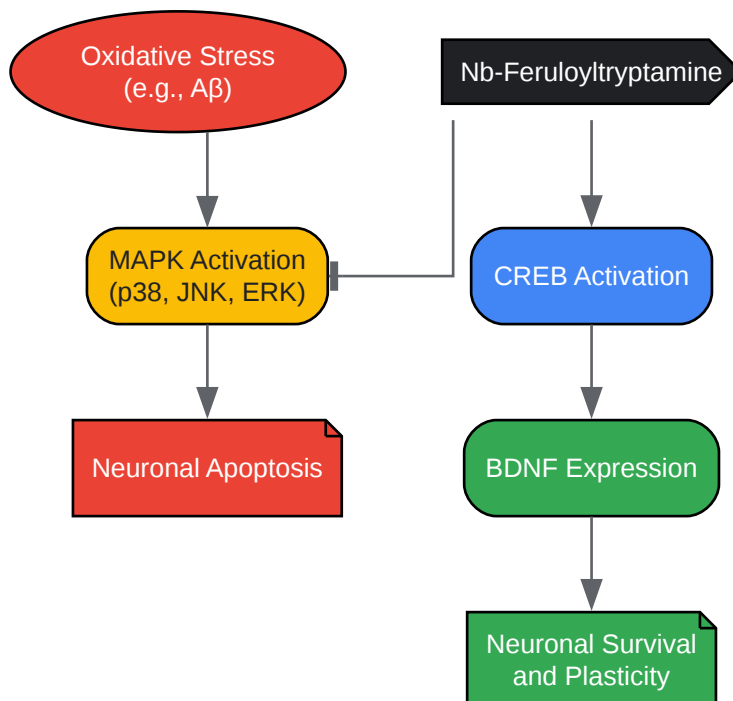 Oxidative Stress
(e.g., Aβ)
Nb-Feruloyltryptamine
MAPK Activation
(p38, JNK, ERK)
CREB Activation
Neuronal Apoptosis
BDNF Expression
Neuronal Survival
and Plasticity